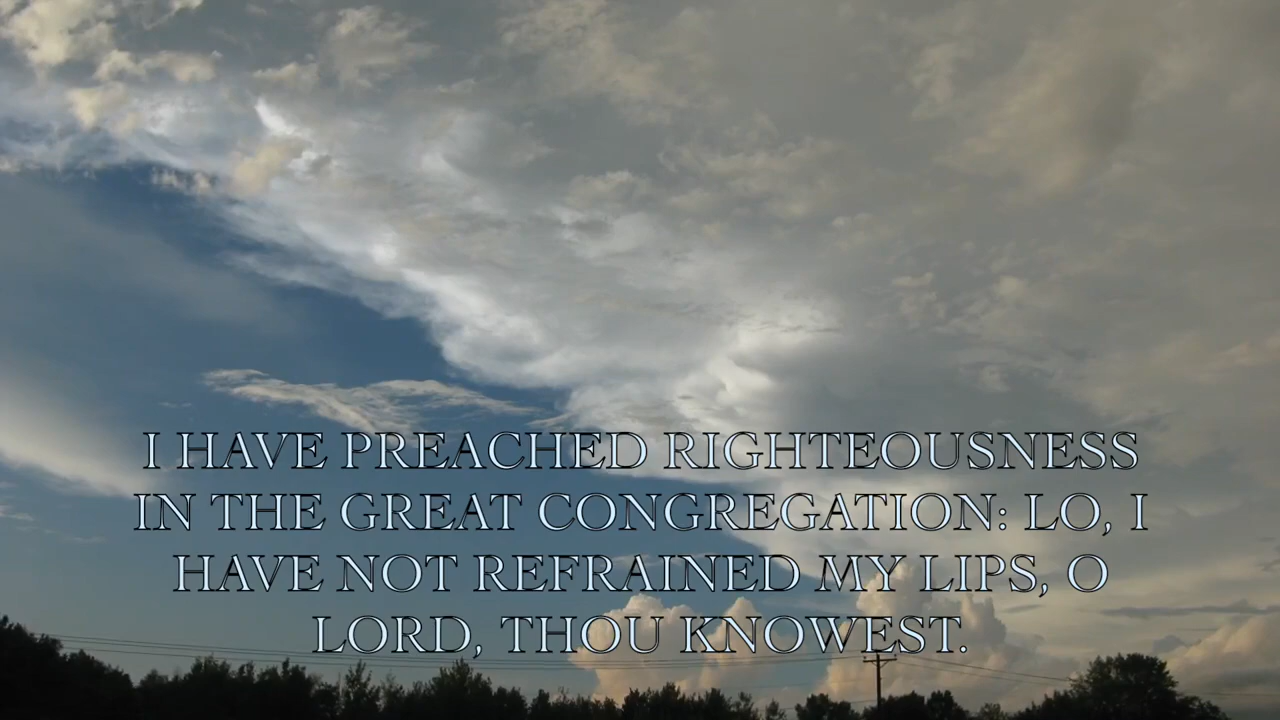 I HAVE PREACHED RIGHTEOUSNESS
IN THE GREAT CONGREGATION: LO, I
HAVE NOT REFRAINED MY LIPS, O
LORD, THOU KNOWEST.